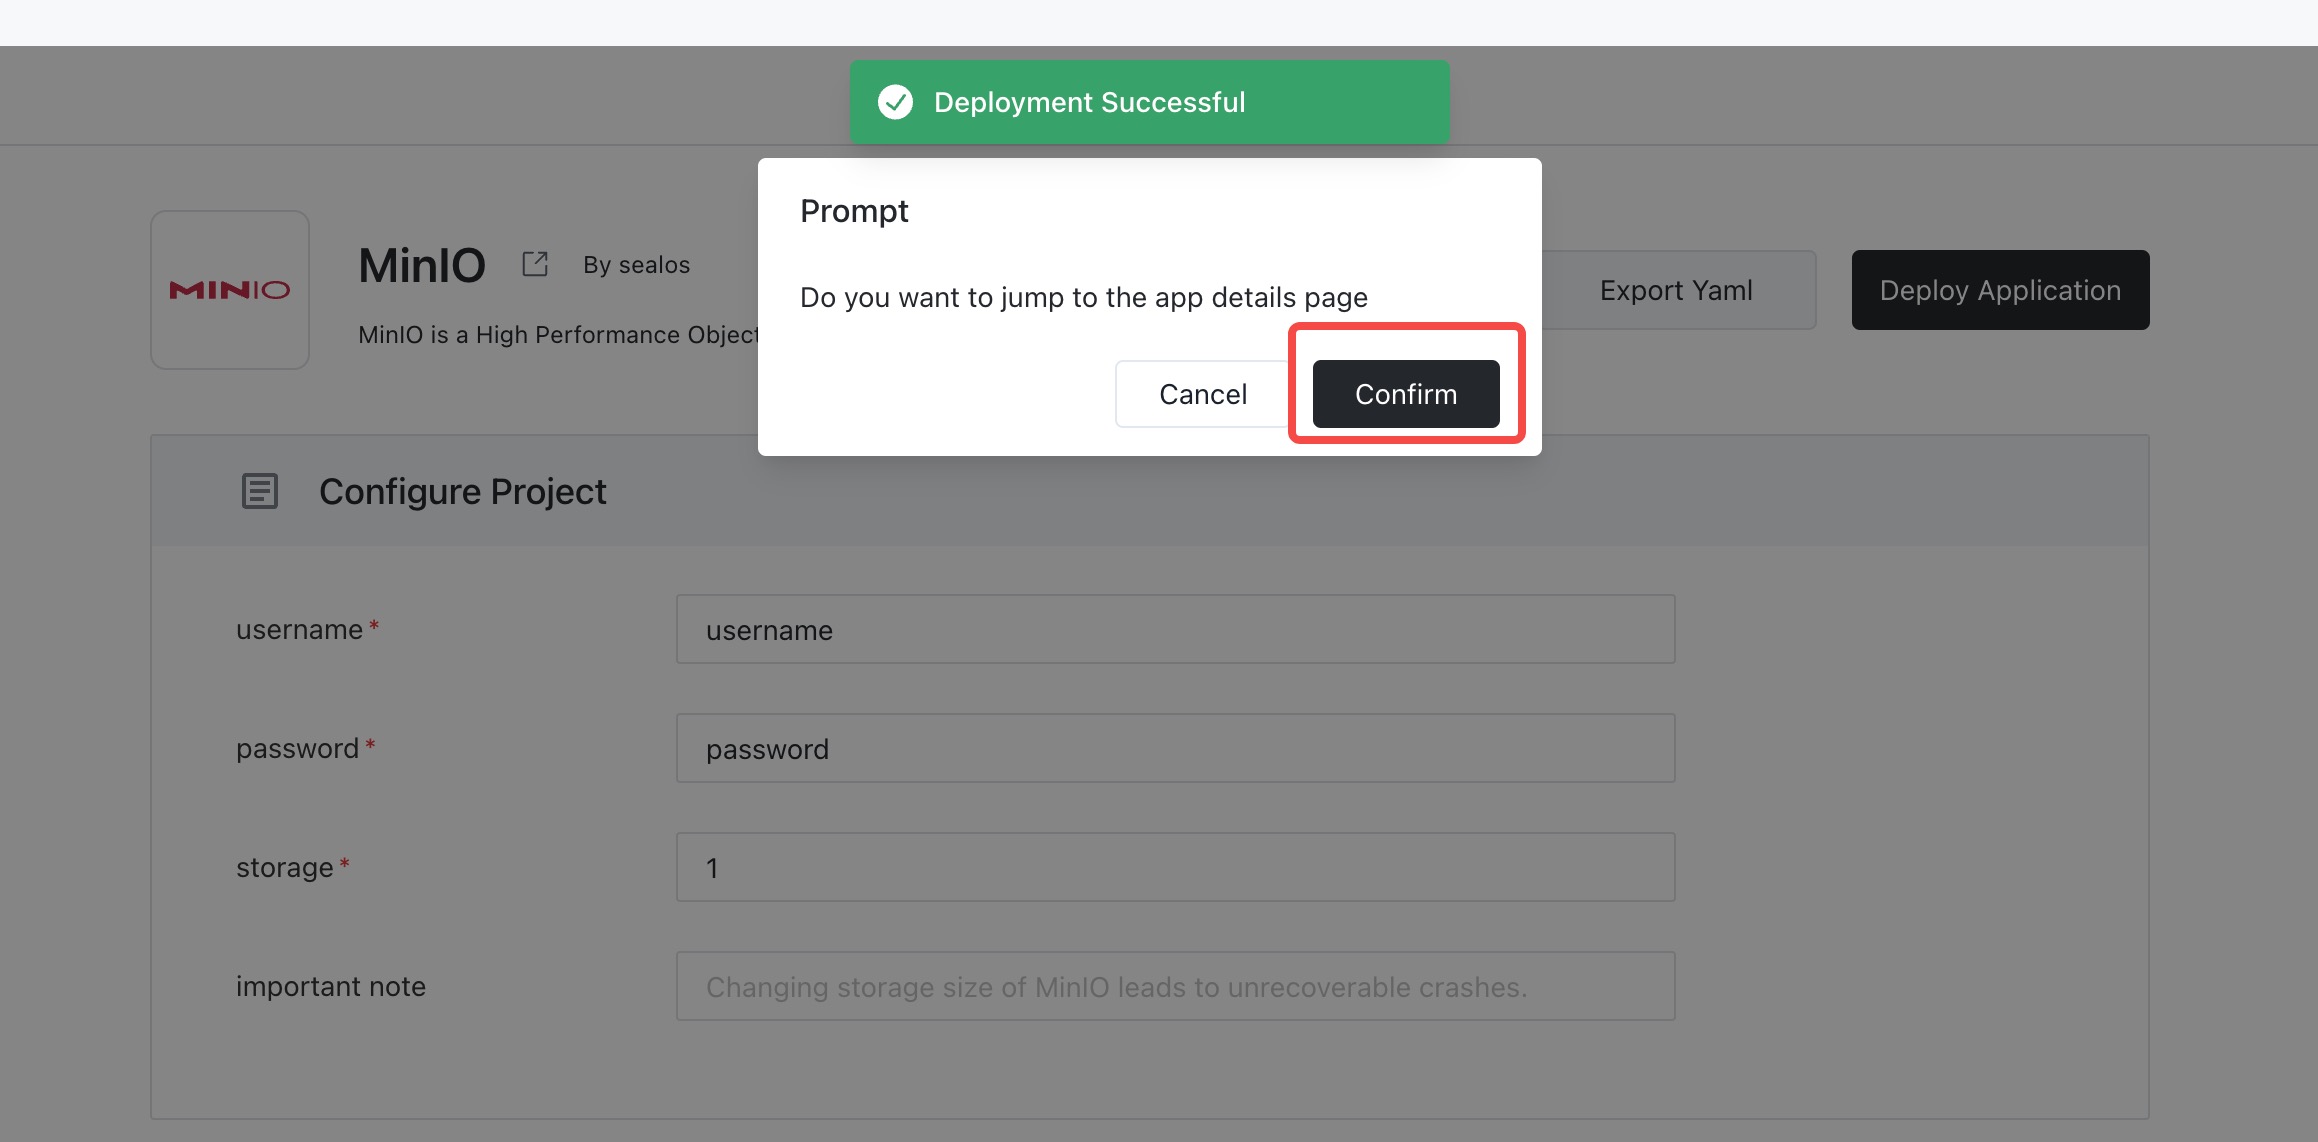 Deployment Successful
Prompt
Do you want to jump to the app details page
Cancel
Confirm
MINIO
MinIO
By sealos
MinIO is a High Performance Object
Export Yaml
Deploy Application
Configure Project
username *
username
password *
password
storage *
1
important note
Changing storage size of MinIO leads to unrecoverable crashes.